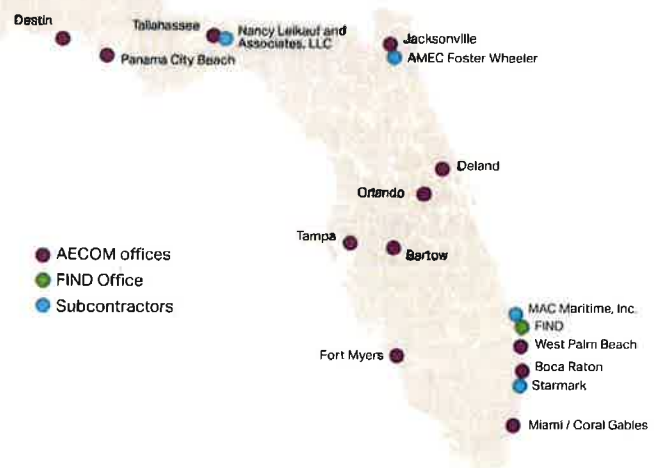 Destin
Tallahassee
Nancy Leikauf and
Associates, LLC
Panama City Beach
Jacksonville
AMEC Foster Wheeler
Deland
Orlando
Tampa
Bartow
AECOM offices
FIND Office
Subcontractors
MAC Maritime, Inc.
FIND
West Palm Beach
Fort Myers
Boca Raton
Starmark
Miami / Coral Gables